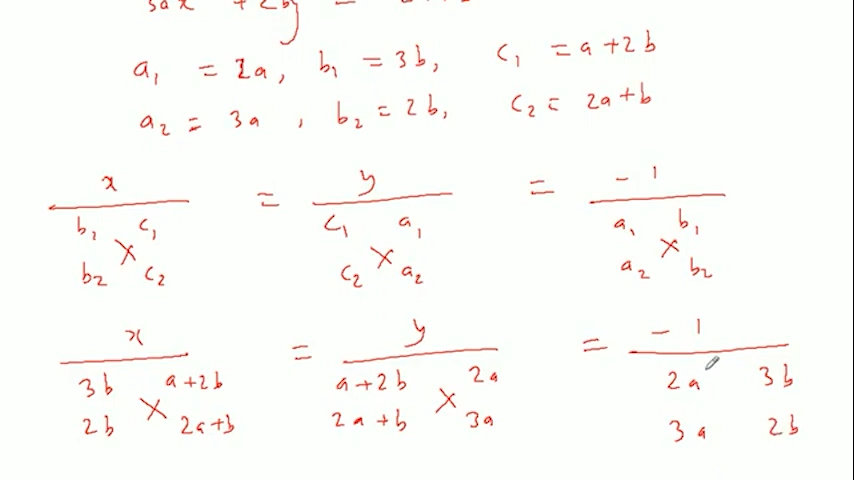 3ax + 2by =
a₁ = 2a, b₁ = 3b, c₁ = a+2b
a₂ = 3a, b₂ = 2b, c₂ = 2a+b
x = y = -1
b₁ c₁ c₁ a₁ a₁ b₁
× × ×
b₂ c₂ c₂ a₂ a₂ b₂
x = y = -1
3b a+2b a+2b 2a 2a 3b
× ×
2b 2a+b 2a+b 3a 3a 2b